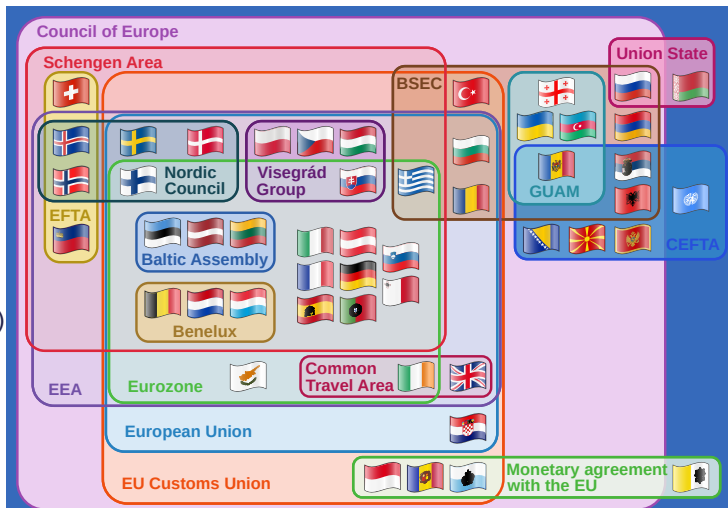 Council of Europe
Schengen Area
Union State
BSEC
Nordic
Council
Visegrád
Group
GUAM
EFTA
CEFTA
Baltic Assembly
Benelux
)
Common
Travel Area
EEA
Eurozone
European Union
EU Customs Union
Monetary agreement
with the EU